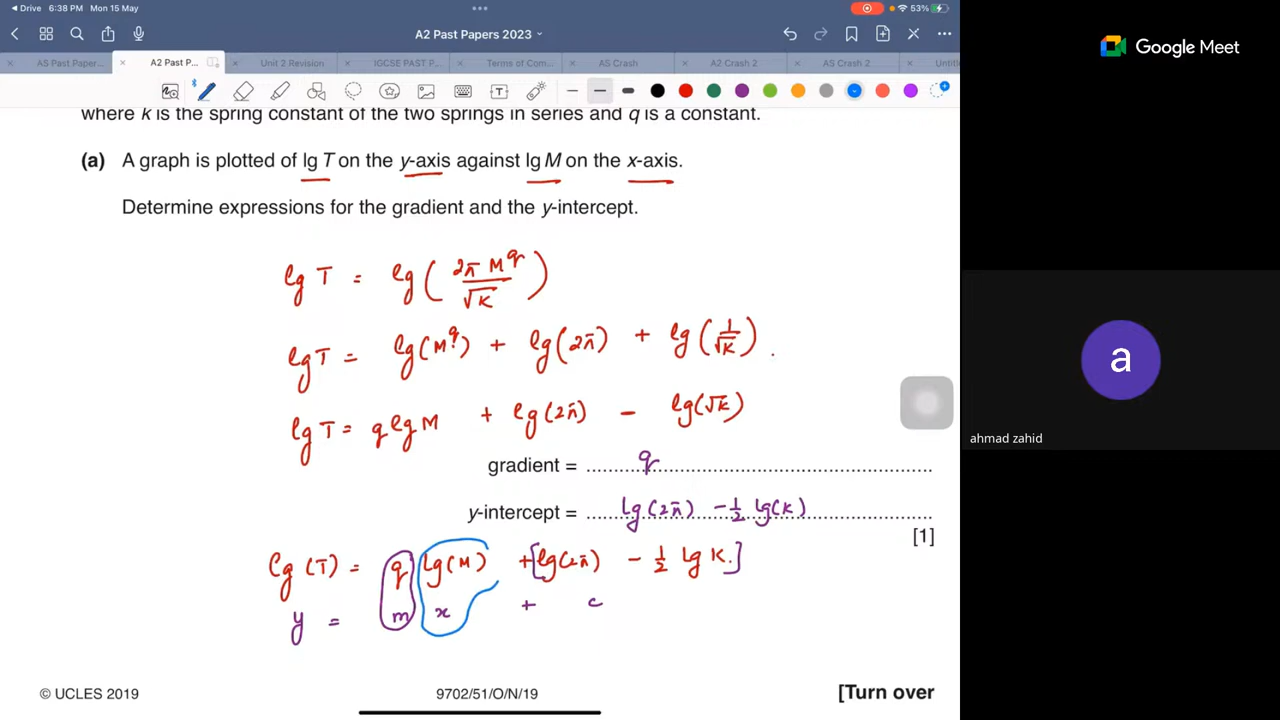 Drive 6:38 PM Mon 15 May
53%
A2 Past Papers 2023
AS Past Paper...
A2 Past P...
Unit 2 Revision
IGCSE PAST P...
Terms of Com...
AS Crash
A2 Crash 2
AS Crash 2
Untit
Google Meet
where k is the spring constant of the two springs in series and q is a constant.
(a) A graph is plotted of lg T on the y-axis against lg M on the x-axis.
Determine expressions for the gradient and the y-intercept.
lg T = lg ( 2π M^q / √K )
lg T = lg(M^q) + lg(2π) + lg(1/√K) .
lg T = q lg M + lg(2π) - lg(√K)
gradient = .......q.......
y-intercept = .......lg(2π) - 1/2 lg(K).......
[1]
lg (T) = q lg(M) + [lg(2π) - 1/2 lg K.]
y = m x + c
© UCLES 2019
9702/51/O/N/19
[Turn over
a
ahmad zahid